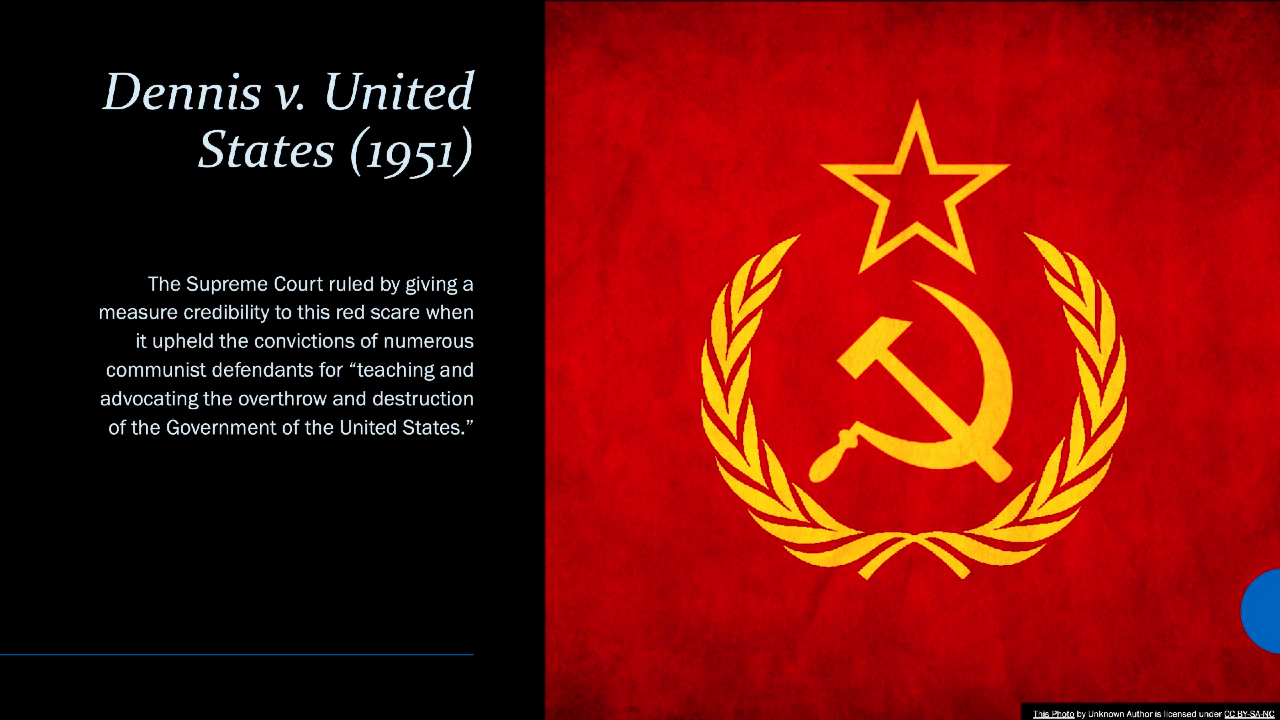 Dennis v. United
States (1951)
The Supreme Court ruled by giving a
measure credibility to this red scare when
it upheld the convictions of numerous
communist defendants for “teaching and
advocating the overthrow and destruction
of the Government of the United States.”
This Photo by Unknown Author is licensed under CC BY-SA-NC